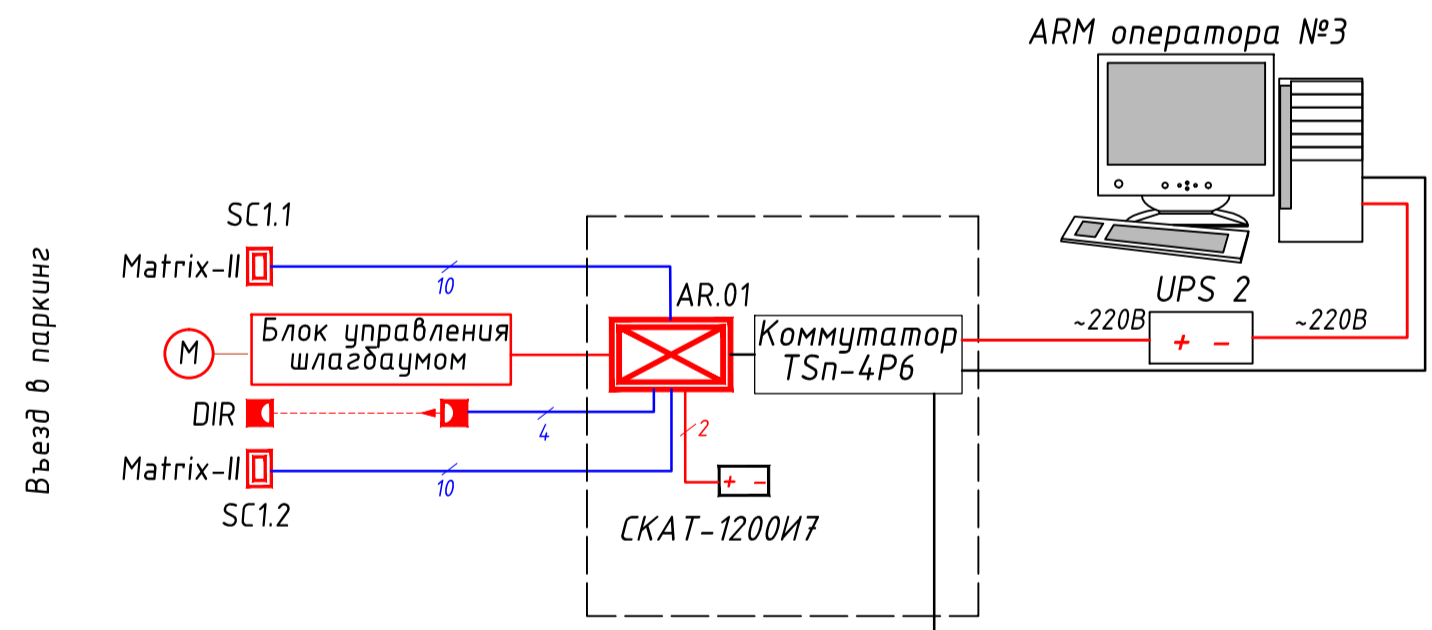 ARM оператора №3
SC1.1
Matrix-II
10
AR.01
UPS 2
~220В
~220В
+ -
Въезд в паркинг
M
Блок управления
шлагбаумом
Коммутатор
TSn-4P6
DIR
4
2
Matrix-II
10
+ -
SC1.2
СКАТ-1200И7